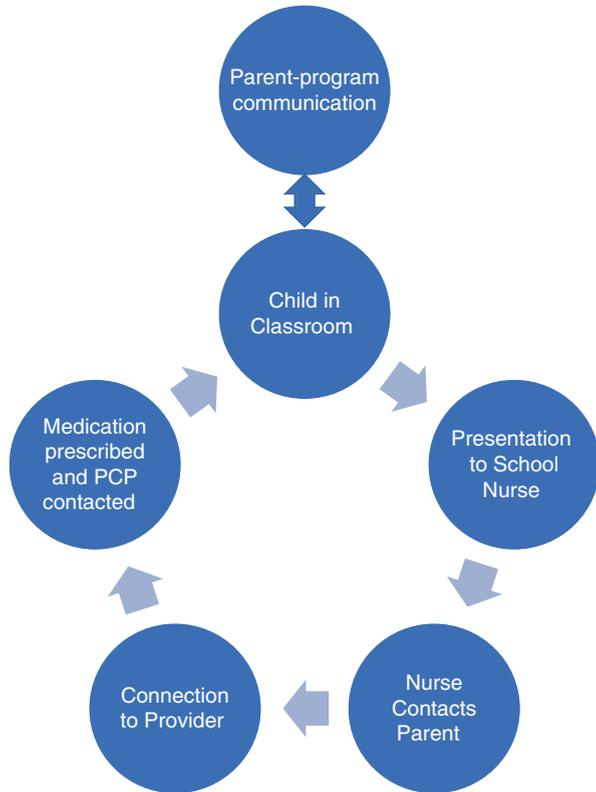 Parent-program
communication
Child in
Classroom
Presentation
to School
Nurse
Nurse
Contacts
Parent
Connection
to Provider
Medication
prescribed
and PCP
contacted